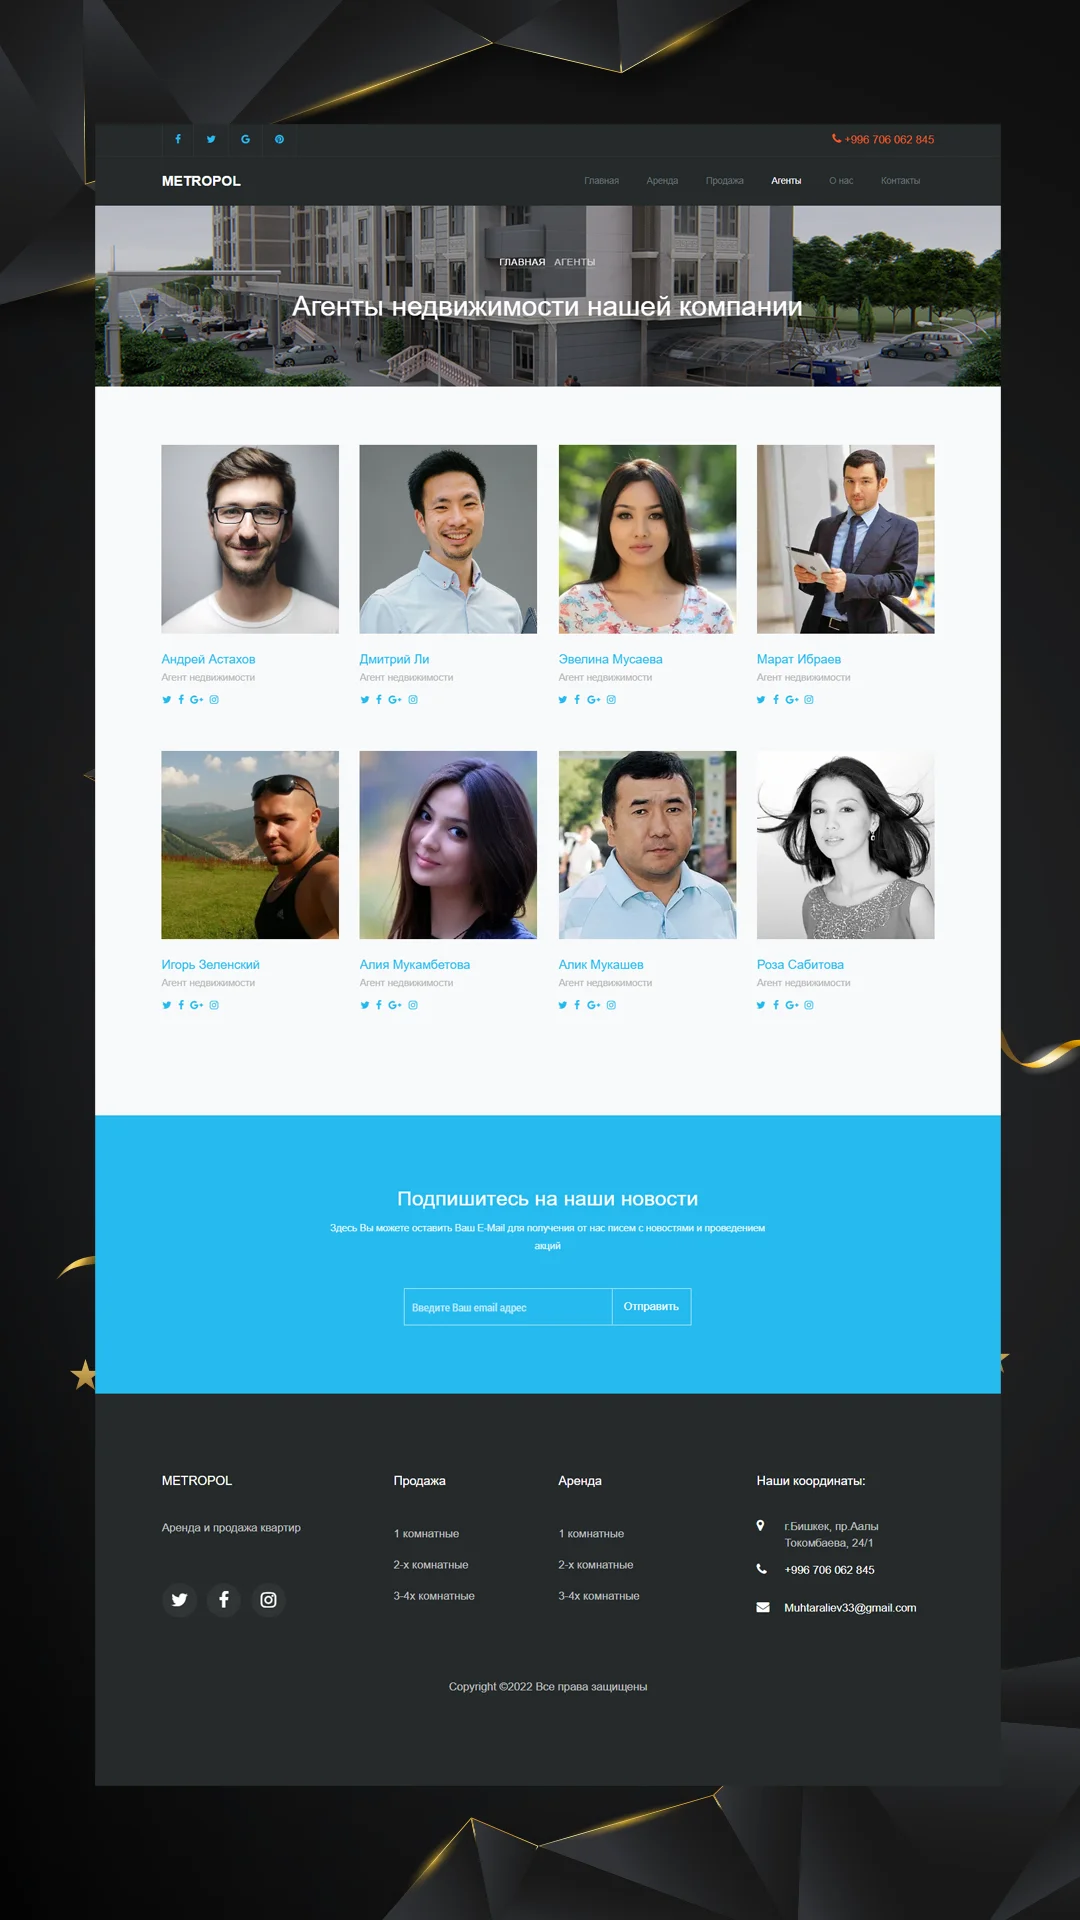 +996 706 062 845
METROPOL
Главная Аренда Продажа Агенты О нас Контакты
ГЛАВНАЯ АГЕНТЫ
Агенты недвижимости нашей компании
Андрей Астахов
Агент недвижимости
Дмитрий Ли
Агент недвижимости
Эвелина Мусаева
Агент недвижимости
Марат Ибраев
Агент недвижимости
Игорь Зеленский
Агент недвижимости
Алия Мукамбетова
Агент недвижимости
Алик Мукашев
Агент недвижимости
Роза Сабитова
Агент недвижимости
Подпишитесь на наши новости
Здесь Вы можете оставить Ваш E-Mail для получения от нас писем с новостями и проведением
акций
Введите Ваш email адрес
Отправить
METROPOL
Аренда и продажа квартир
Продажа
1 комнатные
2-х комнатные
3-4х комнатные
Аренда
1 комнатные
2-х комнатные
3-4х комнатные
Наши координаты:
г.Бишкек, пр.Аалы
Токомбаева, 24/1
+996 706 062 845
Muhtaraliev33@gmail.com
Copyright ©2022 Все права защищены